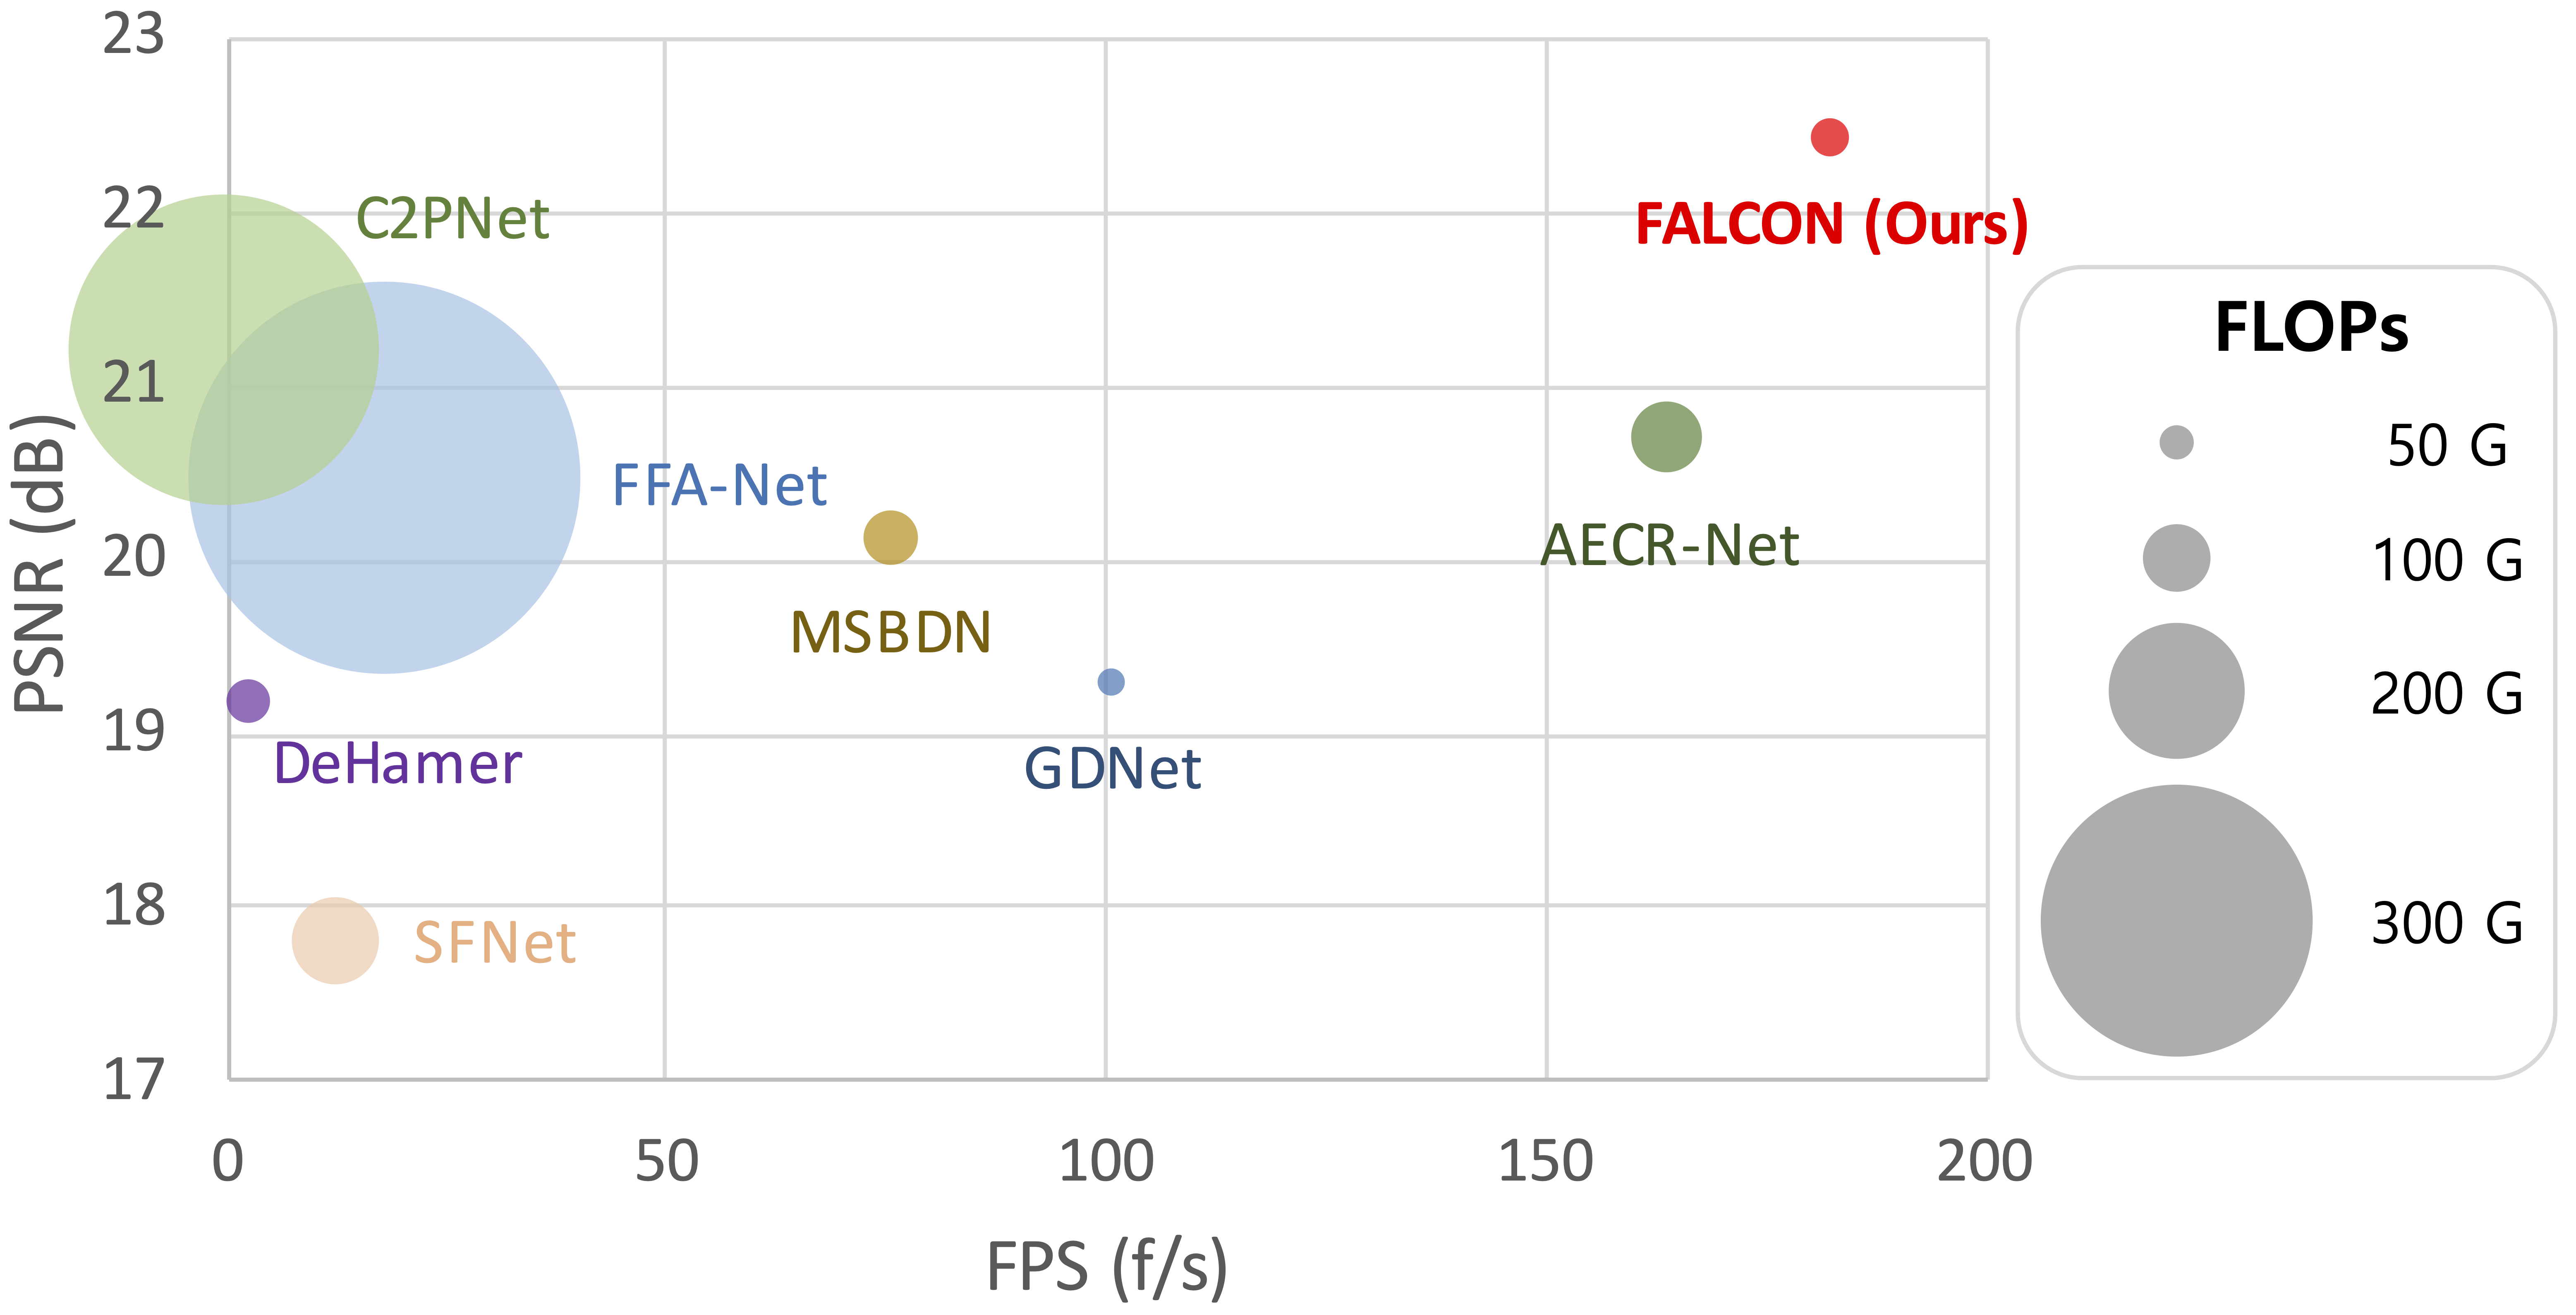 23
22
21
20
19
18
17
PSNR (dB)
0
50
100
150
200
FPS (f/s)
C2PNet
FFA-Net
DeHamer
SFNet
MSBDN
GDNet
AECR-Net
FALCON (Ours)
FLOPs
50 G
100 G
200 G
300 G